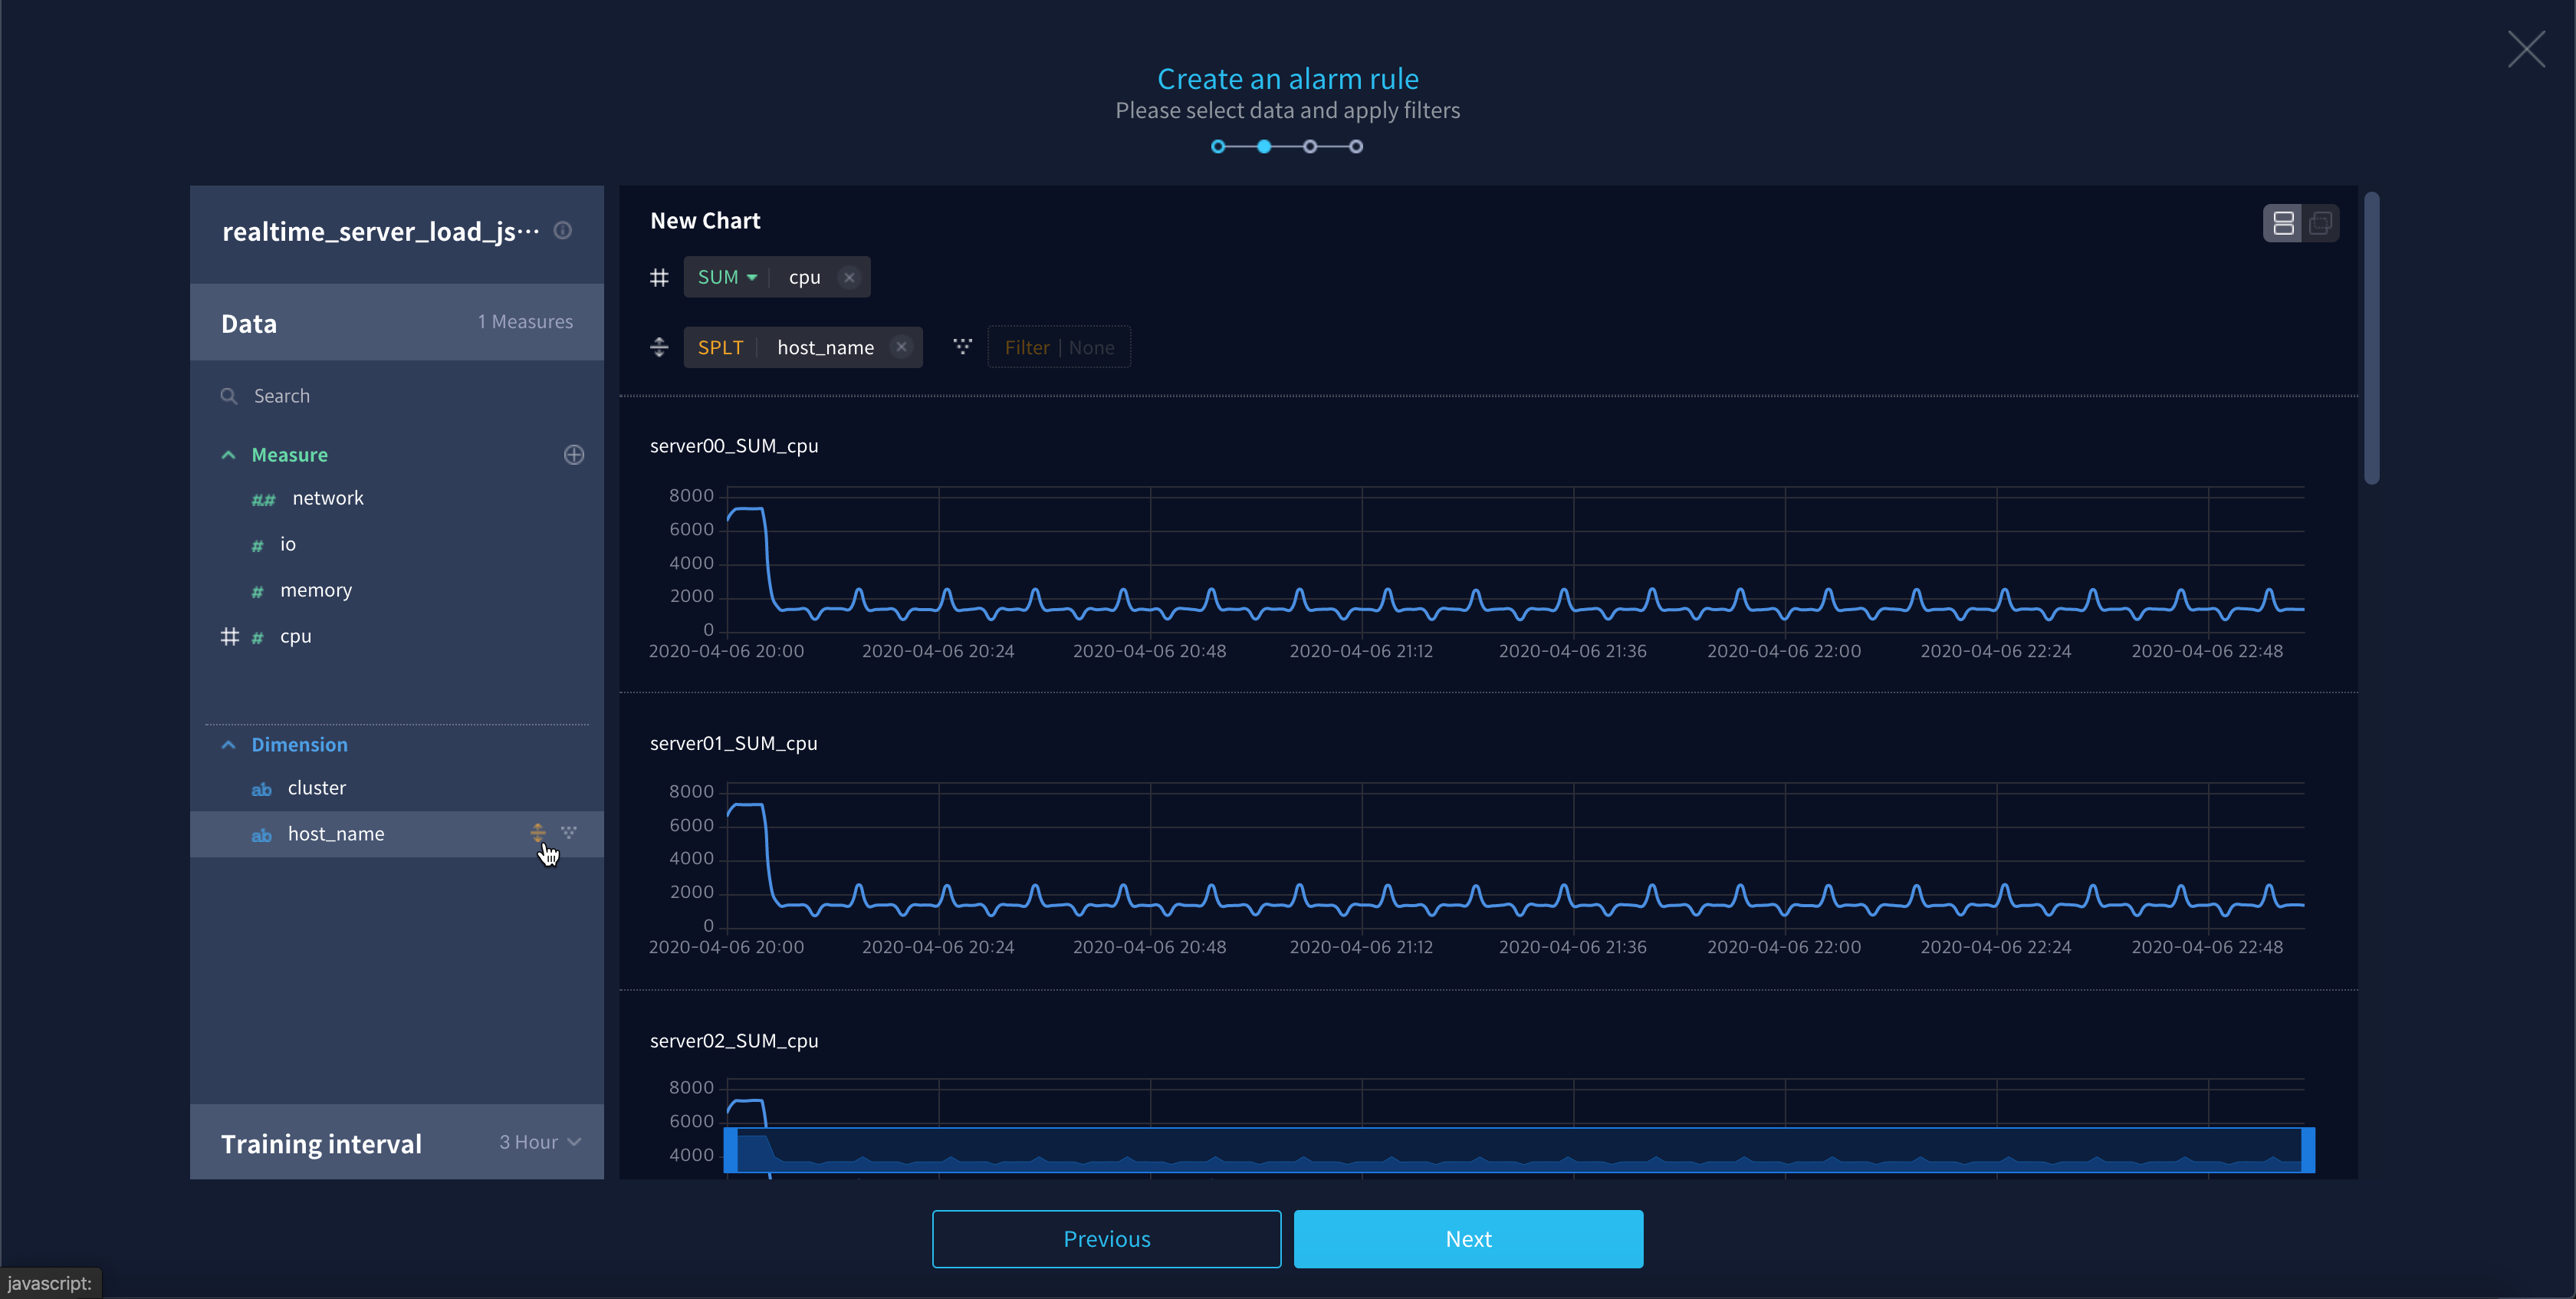 Create an alarm rule
Please select data and apply filters
realtime_server_load_js···
Data
1 Measures
Search
Measure
## network
# io
# memory
# cpu
Dimension
ab cluster
ab host_name
Training interval
3 Hour
New Chart
SUM cpu
SPLT host_name
Filter | None
server00_SUM_cpu
8000
6000
4000
2000
0
2020-04-06 20:00 2020-04-06 20:24 2020-04-06 20:48 2020-04-06 21:12 2020-04-06 21:36 2020-04-06 22:00 2020-04-06 22:24 2020-04-06 22:48
server01_SUM_cpu
8000
6000
4000
2000
0
2020-04-06 20:00 2020-04-06 20:24 2020-04-06 20:48 2020-04-06 21:12 2020-04-06 21:36 2020-04-06 22:00 2020-04-06 22:24 2020-04-06 22:48
server02_SUM_cpu
8000
6000
4000
Previous
Next
javascript: